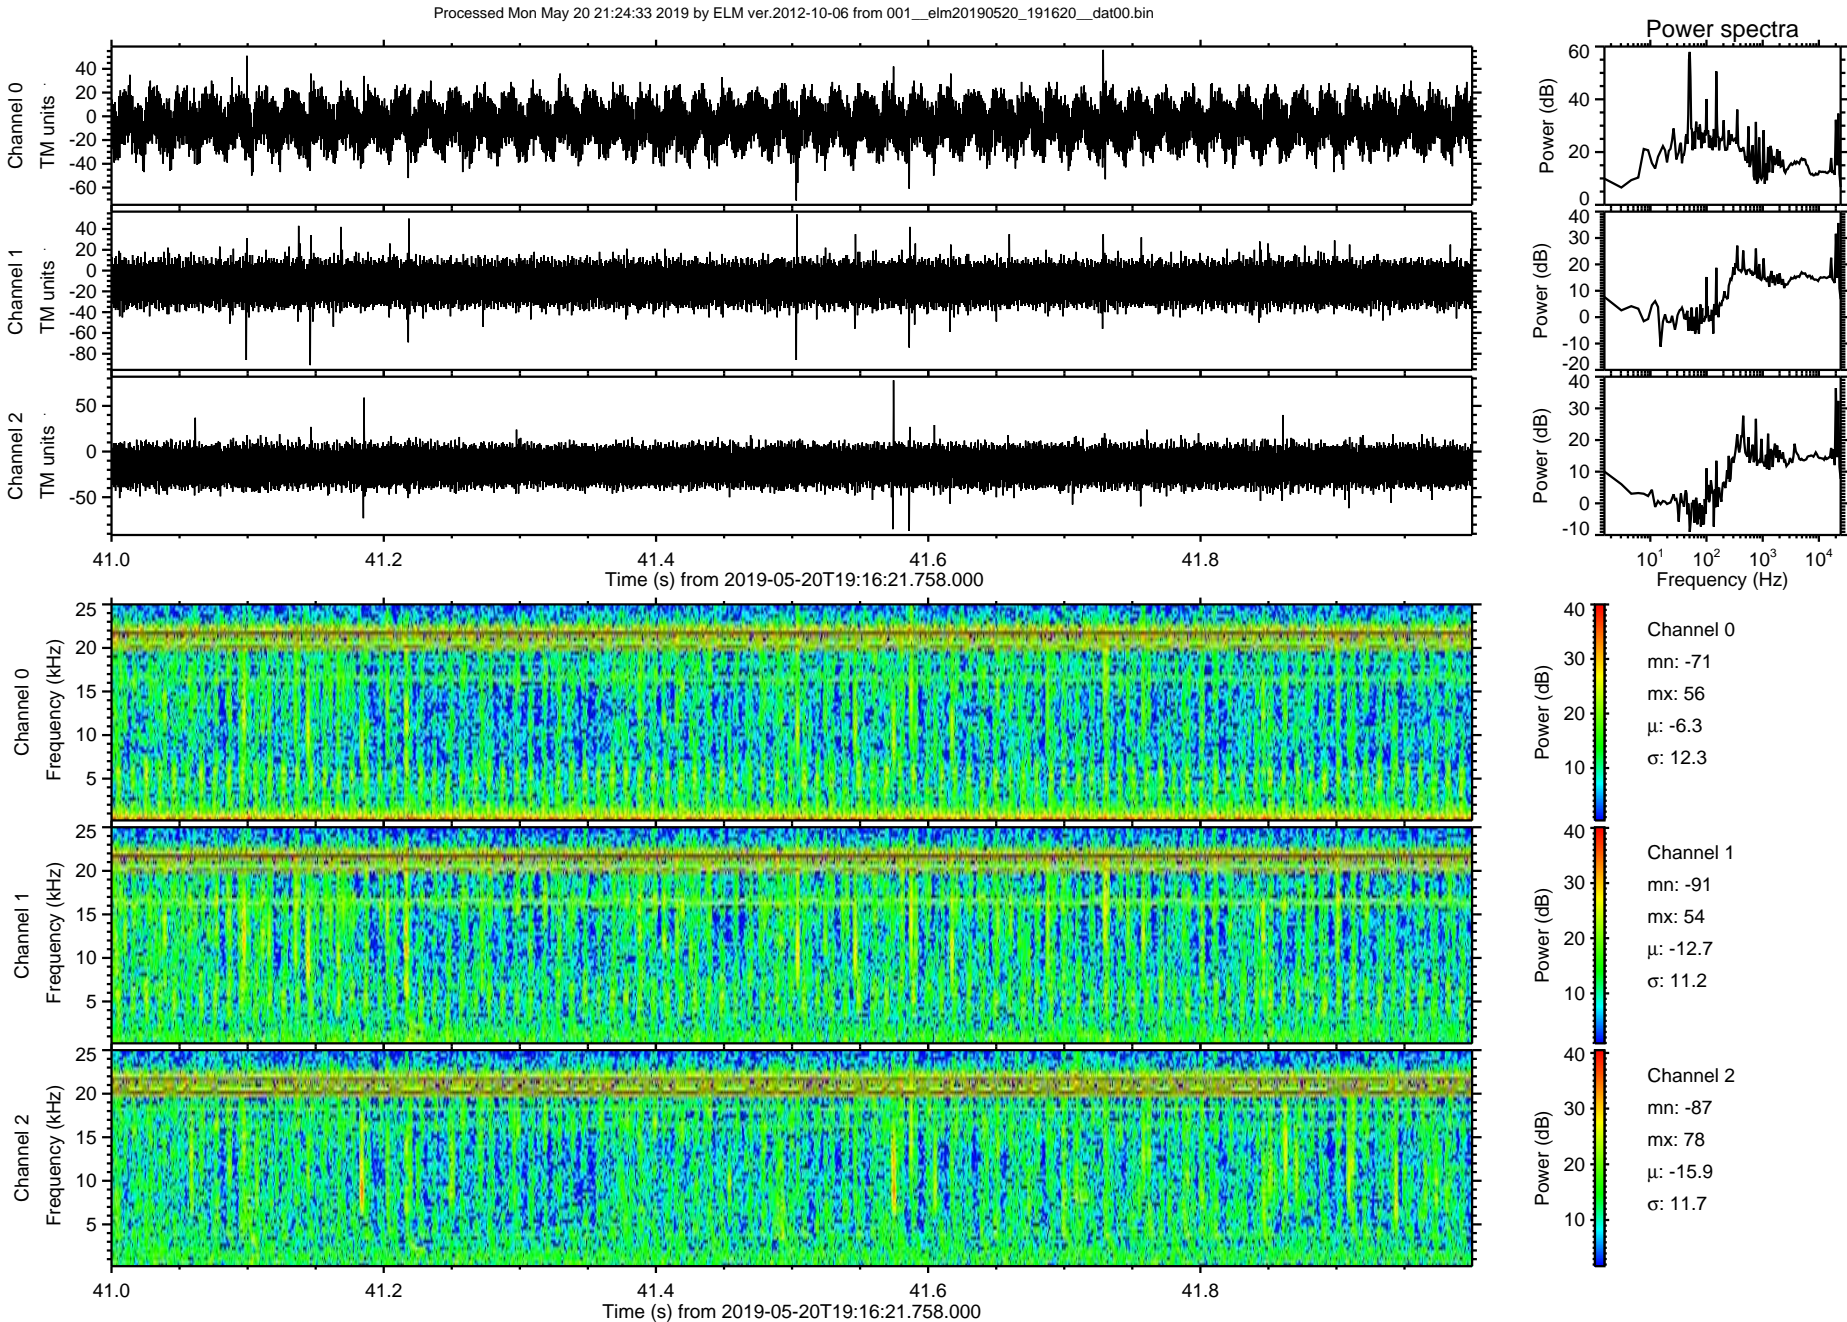 Processed Mon May 20 21:24:33 2019 by ELM ver.2012-10-06 from 001__elm20190520_191620__dat00.bin
Power spectra
Channel 0
TM units
40
20
0
-20
-40
-60
Power (dB)
60
40
20
0
Channel 1
TM units
40
20
0
-20
-40
-60
-80
Power (dB)
40
30
20
10
0
-10
-20
Channel 2
TM units
50
0
-50
Power (dB)
40
30
20
10
0
-10
41.0 41.2 41.4 41.6 41.8
Time (s) from 2019-05-20T19:16:21.758.000
10^1 10^2 10^3 10^4
Frequency (Hz)
Channel 0
Frequency (kHz)
25
20
15
10
5
Power (dB)
40
30
20
10
Channel 0
mn: -71
mx: 56
μ: -6.3
σ: 12.3
Channel 1
Frequency (kHz)
25
20
15
10
5
Power (dB)
40
30
20
10
Channel 1
mn: -91
mx: 54
μ: -12.7
σ: 11.2
Channel 2
Frequency (kHz)
25
20
15
10
5
Power (dB)
40
30
20
10
Channel 2
mn: -87
mx: 78
μ: -15.9
σ: 11.7
41.0 41.2 41.4 41.6 41.8
Time (s) from 2019-05-20T19:16:21.758.000